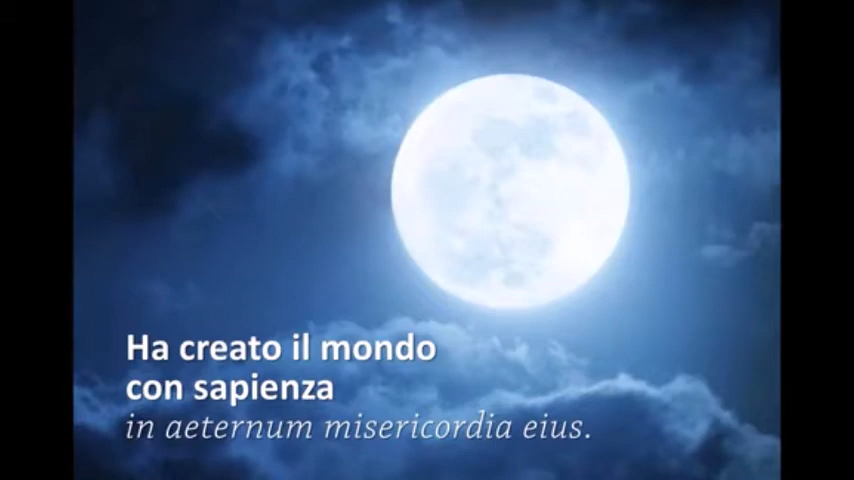 Ha creato il mondo
con sapienza
in aeternum misericordia eius.